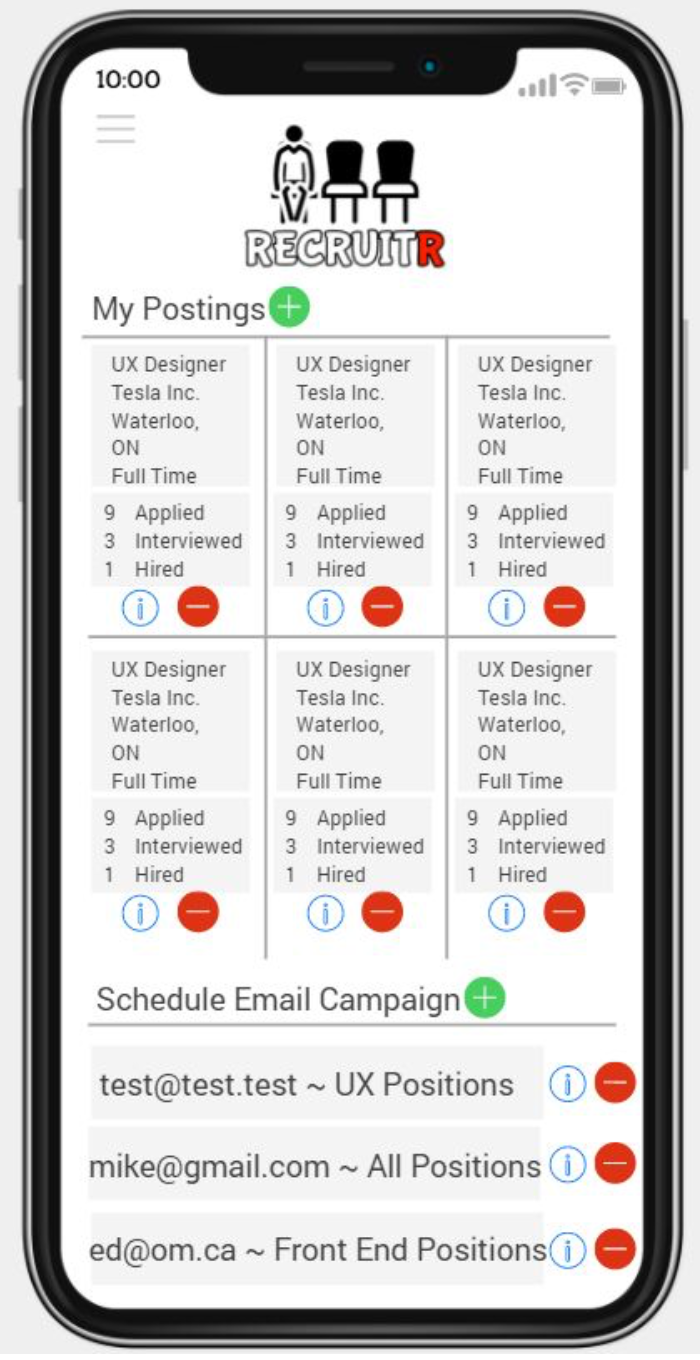 10:00
RECRUITR
My Postings
UX Designer
Tesla Inc.
Waterloo,
ON
Full Time
9 Applied
3 Interviewed
1 Hired
UX Designer
Tesla Inc.
Waterloo,
ON
Full Time
9 Applied
3 Interviewed
1 Hired
UX Designer
Tesla Inc.
Waterloo,
ON
Full Time
9 Applied
3 Interviewed
1 Hired
UX Designer
Tesla Inc.
Waterloo,
ON
Full Time
9 Applied
3 Interviewed
1 Hired
UX Designer
Tesla Inc.
Waterloo,
ON
Full Time
9 Applied
3 Interviewed
1 Hired
UX Designer
Tesla Inc.
Waterloo,
ON
Full Time
9 Applied
3 Interviewed
1 Hired
Schedule Email Campaign
test@test.test ~ UX Positions
mike@gmail.com ~ All Positions
ed@om.ca ~ Front End Positions